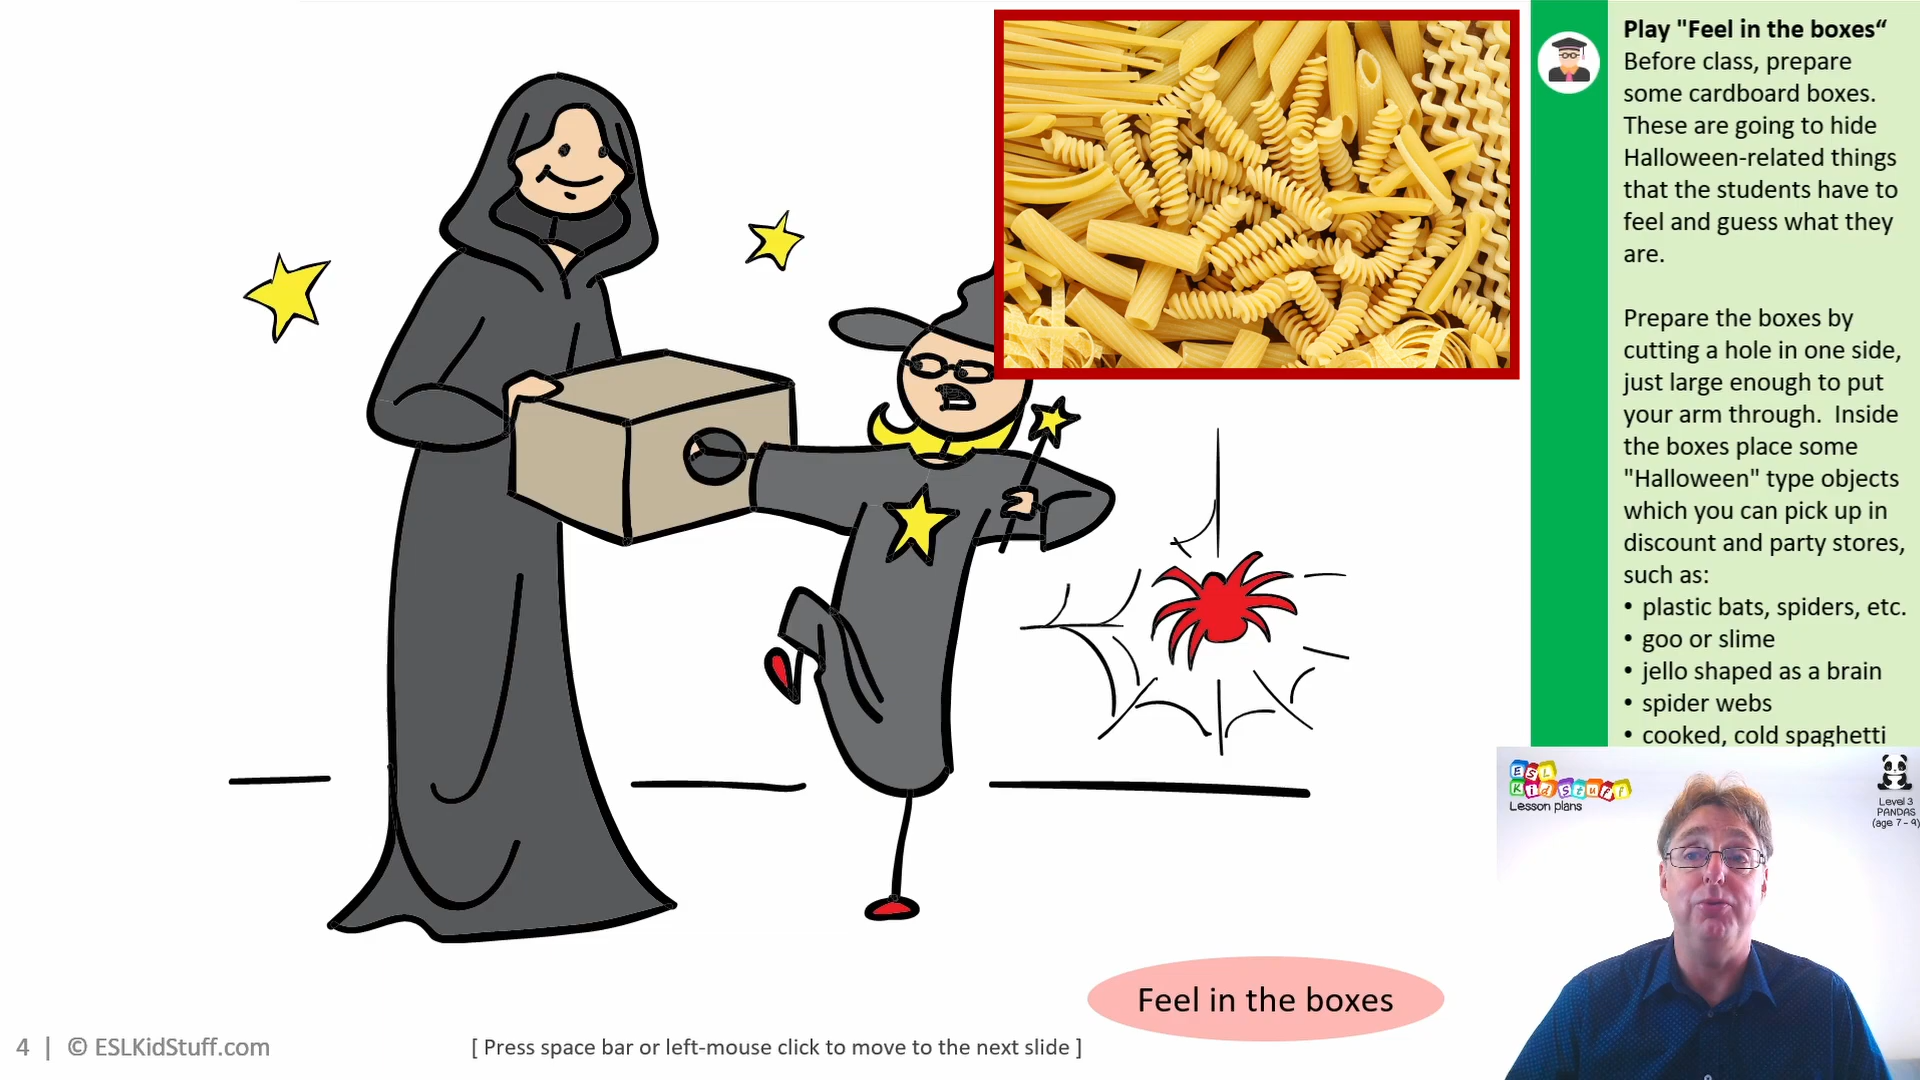 Play "Feel in the boxes“
Before class, prepare
some cardboard boxes.
These are going to hide
Halloween-related things
that the students have to
feel and guess what they
are.
Prepare the boxes by
cutting a hole in one side,
just large enough to put
your arm through.  Inside
the boxes place some
"Halloween" type objects
which you can pick up in
discount and party stores,
such as:
• plastic bats, spiders, etc.
• goo or slime
• jello shaped as a brain
• spider webs
• cooked, cold spaghetti
ESL
KidStuff
Lesson plans
Level 3
PANDAS
(age 7 - 9)
Feel in the boxes
4 | © ESLKidStuff.com
[ Press space bar or left-mouse click to move to the next slide ]